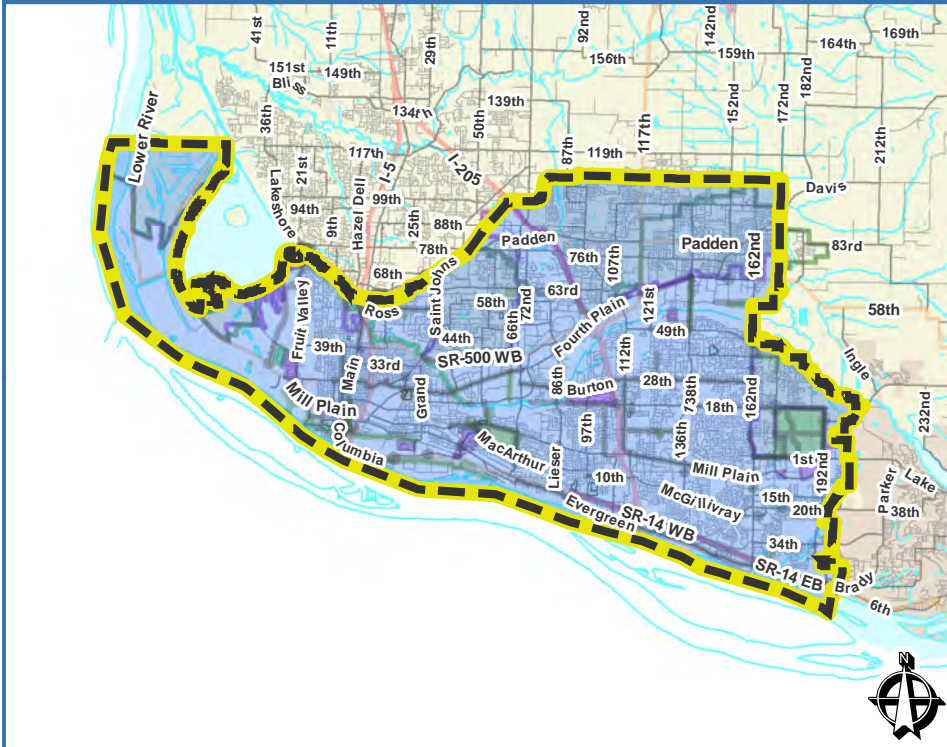 41st
11th
29th
92nd
142nd
169th
164th
159th
156th
151st
149th
Bliss
182nd
172nd
152nd
139th
134th
50th
36th
117th
212th
119th
87th
I-205
I-5
117th
21st
Lower River
Lakeshore
Davis
94th
99th
9th
Hazel Dell
25th
88th
78th
83rd
Padden
Padden
162nd
76th
107th
68th
Saint Johns
63rd
58th
72nd
Ross
58th
121st
Fourth Plain
66th
49th
44th
Fruit Valley
39th
33rd
Main
SR-500 WB
112th
Ingle
86th
Burton
28th
738th
18th
162nd
Grand
Mill Plain
232nd
Columbia
MacArthur
97th
136th
Lieser
Mill Plain
1st
192nd
Parker
Lake
10th
McGillivray
15th
20th
38th
Evergreen
SR-14 WB
34th
SR-14 EB
Brady
6th
N